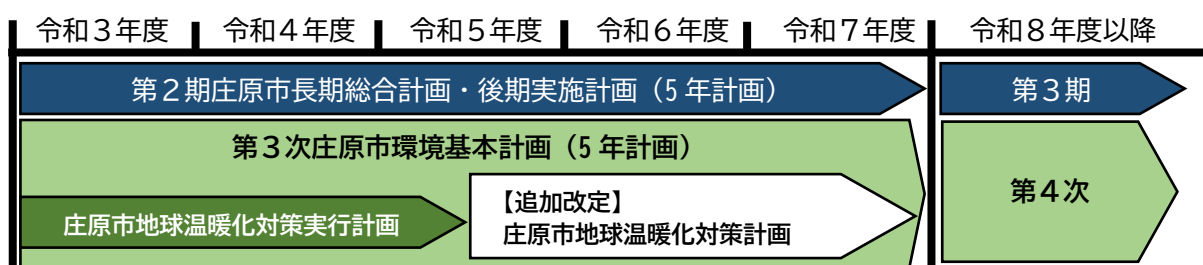 令和３年度 令和４年度 令和５年度 令和６年度 令和７年度 令和８年度以降
第２期庄原市長期総合計画・後期実施計画（5 年計画） 第３期
第３次庄原市環境基本計画（5 年計画）
第４次
【追加改定】
庄原市地球温暖化対策実行計画 庄原市地球温暖化対策計画